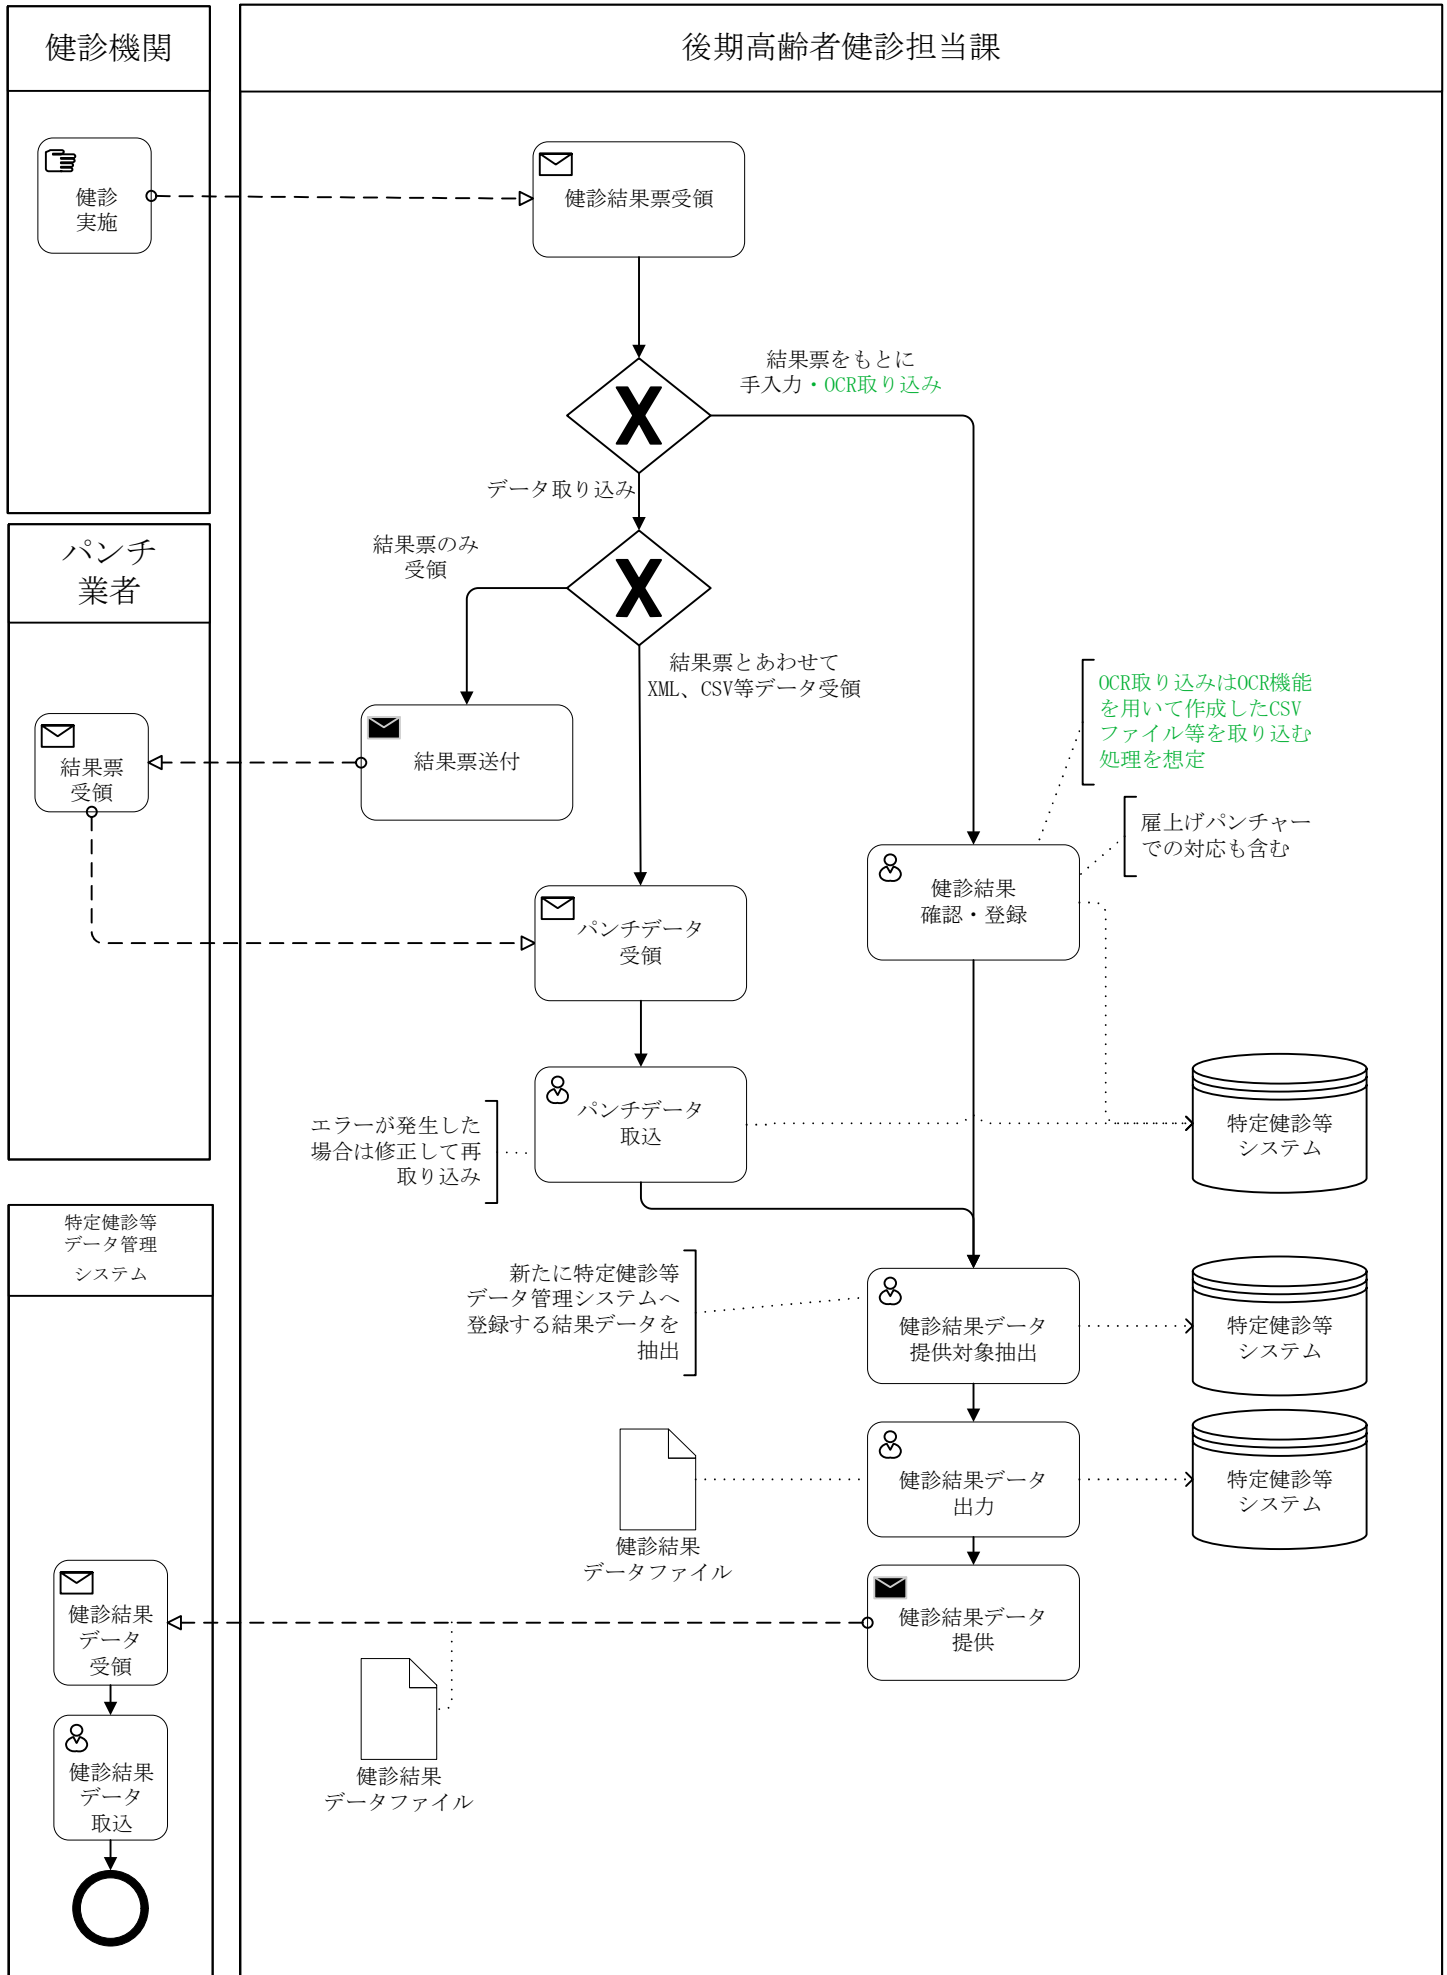 健診機関
後期高齢者健診担当課
健診
実施
健診結果票受領
結果票をもとに
手入力・OCR取り込み
データ取り込み
結果票のみ
受領
パンチ
業者
結果票とあわせて
XML、CSV等データ受領
OCR取り込みはOCR機能
を用いて作成したCSV
ファイル等を取り込む
処理を想定
結果票
受領
結果票送付
雇上げパンチャー
での対応も含む
健診結果
確認・登録
パンチデータ
受領
エラーが発生した
場合は修正して再
取り込み
パンチデータ
取込
特定健診等
システム
特定健診等
データ管理
システム
新たに特定健診等
データ管理システムへ
登録する結果データを
抽出
健診結果データ
提供対象抽出
特定健診等
システム
健診結果
データファイル
健診結果データ
出力
特定健診等
システム
健診結果
データ
受領
健診結果データ
提供
健診結果
データファイル
健診結果
データ
取込